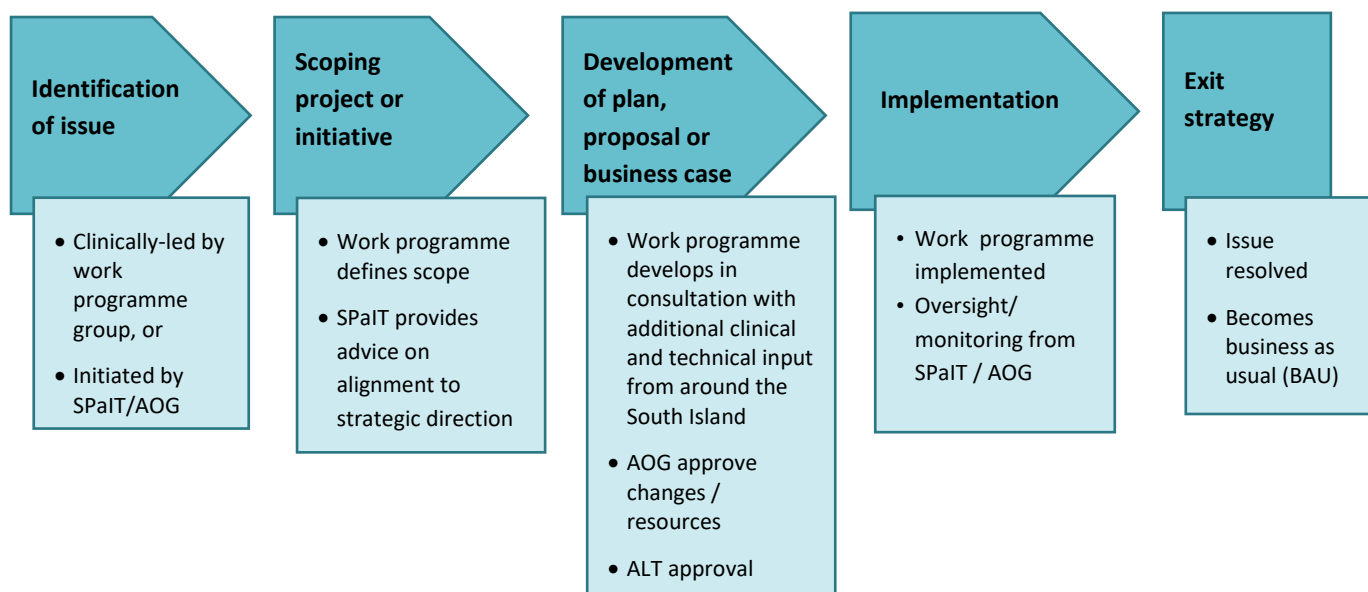 Identification
of issue
• Clinically-led by
work
programme
group, or
• Initiated by
SPaIT/AOG
Scoping
project or
initiative
• Work programme
defines scope
• SPaIT provides
advice on
alignment to
strategic direction
Development
of plan,
proposal or
business case
• Work programme
develops in
consultation with
additional clinical
and technical input
from around the
South Island
• AOG approve
changes /
resources
• ALT approval
Implementation
• Work programme
implemented
• Oversight/
monitoring from
SPaIT / AOG
Exit
strategy
• Issue
resolved
• Becomes
business as
usual (BAU)